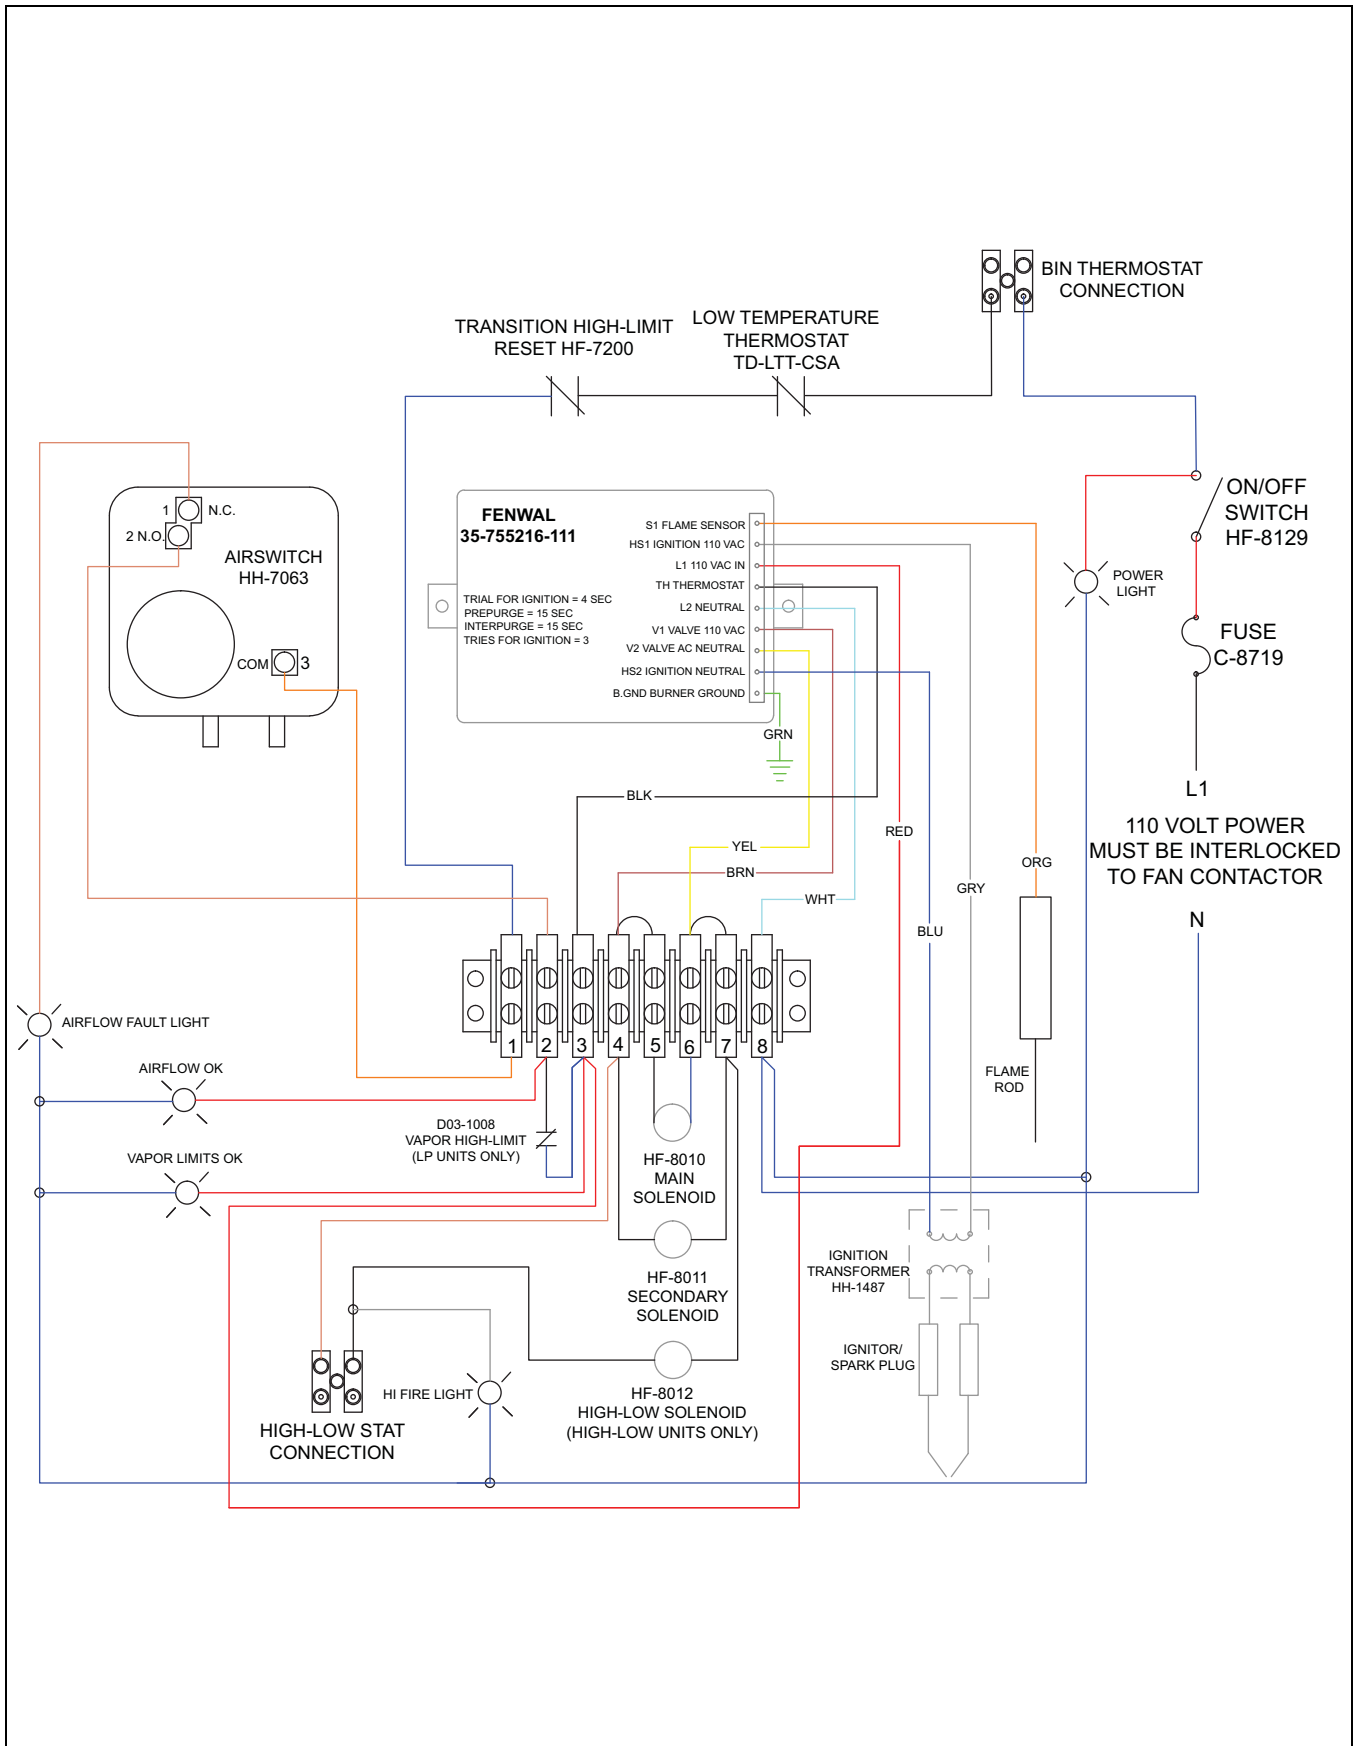 BIN THERMOSTAT
CONNECTION
TRANSITION HIGH-LIMIT
RESET HF-7200
LOW TEMPERATURE
THERMOSTAT
TD-LTT-CSA
1
N.C.
2 N.O.
AIRSWITCH
HH-7063
COM
3
FENWAL
35-755216-111
TRIAL FOR IGNITION = 4 SEC
PREPURGE = 15 SEC
INTERPURGE = 15 SEC
TRIES FOR IGNITION = 3
S1 FLAME SENSOR
HS1 IGNITION 110 VAC
L1 110 VAC IN
TH THERMOSTAT
L2 NEUTRAL
V1 VALVE 110 VAC
V2 VALVE AC NEUTRAL
HS2 IGNITION NEUTRAL
B.GND BURNER GROUND
GRN
ON/OFF
SWITCH
HF-8129
POWER
LIGHT
FUSE
C-8719
L1
110 VOLT POWER
MUST BE INTERLOCKED
TO FAN CONTACTOR
N
BLK
YEL
BRN
WHT
RED
BLU
GRY
ORG
FLAME
ROD
1
2
3
4
5
6
7
8
AIRFLOW FAULT LIGHT
AIRFLOW OK
VAPOR LIMITS OK
D03-1008
VAPOR HIGH-LIMIT
(LP UNITS ONLY)
HF-8010
MAIN
SOLENOID
HF-8011
SECONDARY
SOLENOID
HF-8012
HIGH-LOW SOLENOID
(HIGH-LOW UNITS ONLY)
IGNITION
TRANSFORMER
HH-1487
IGNITOR/
SPARK PLUG
HI FIRE LIGHT
HIGH-LOW STAT
CONNECTION